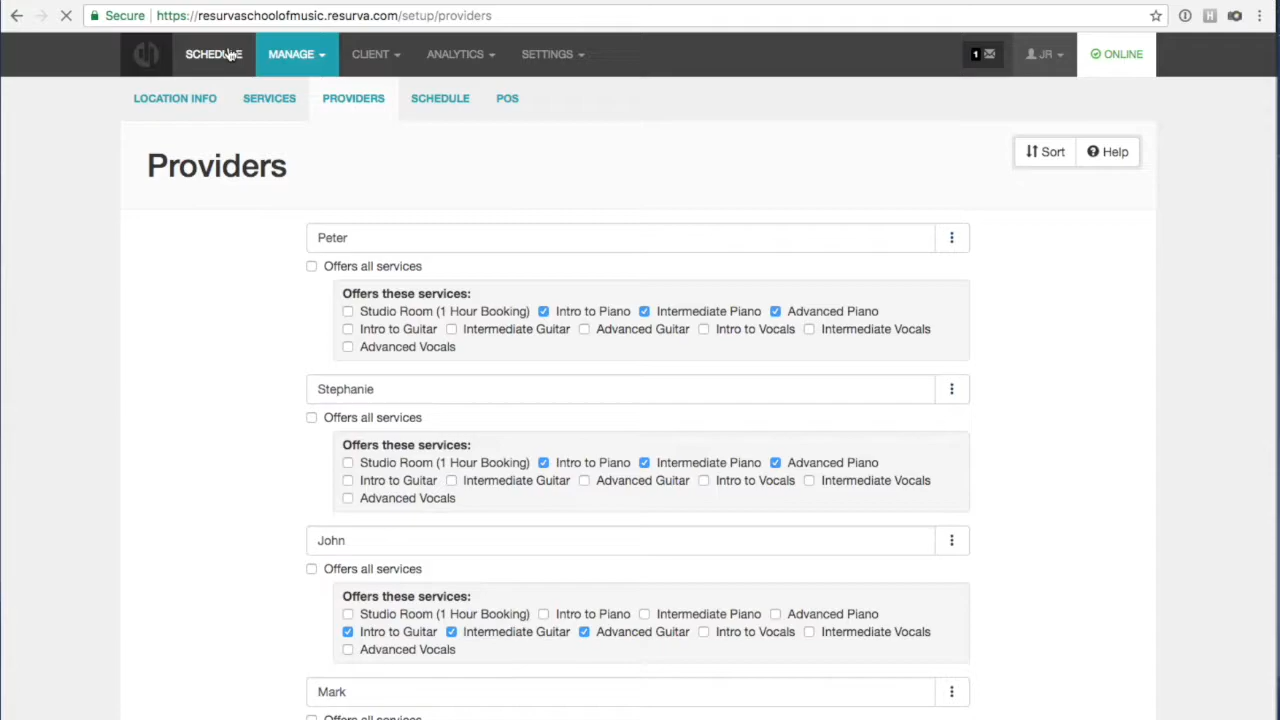 Secure https://resurvaschoolofmusic.resurva.com/setup/providers
SCHEDULE MANAGE CLIENT ANALYTICS SETTINGS 1 JR ONLINE
LOCATION INFO SERVICES PROVIDERS SCHEDULE POS
Providers Sort Help
Peter
Offers all services
Offers these services:
Studio Room (1 Hour Booking) Intro to Piano Intermediate Piano Advanced Piano
Intro to Guitar Intermediate Guitar Advanced Guitar Intro to Vocals Intermediate Vocals
Advanced Vocals
Stephanie
Offers all services
Offers these services:
Studio Room (1 Hour Booking) Intro to Piano Intermediate Piano Advanced Piano
Intro to Guitar Intermediate Guitar Advanced Guitar Intro to Vocals Intermediate Vocals
Advanced Vocals
John
Offers all services
Offers these services:
Studio Room (1 Hour Booking) Intro to Piano Intermediate Piano Advanced Piano
Intro to Guitar Intermediate Guitar Advanced Guitar Intro to Vocals Intermediate Vocals
Advanced Vocals
Mark
Offers all services